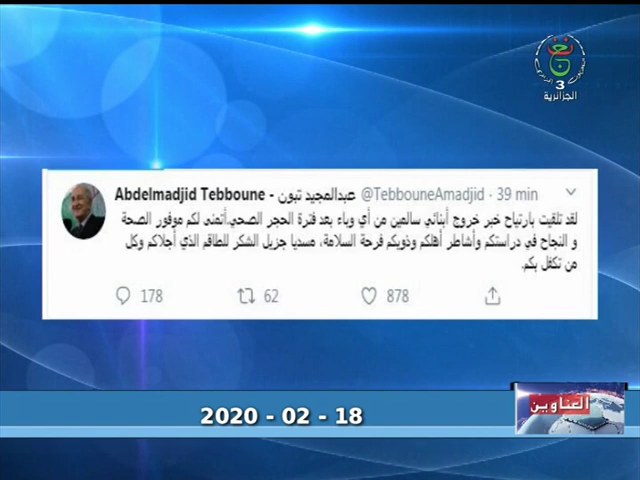 3
الجزائرية
Abdelmadjid Tebboune - عبدالمجيد تبون @TebbouneAmadjid · 39 min
لقد تلقيت بارتياح خبر خروج أبنائي سالمين من أي وباء بعد فترة الحجر الصحي.أتمنى لكم موفور الصحة
و النجاح في دراستكم وأشاطر أهلكم وذويكم فرحة السلامة، مسديا جزيل الشكر للطاقم الذي أجلاكم وكل
من تكفل بكم.
178 62 878
العناوين
2020 - 02 - 18